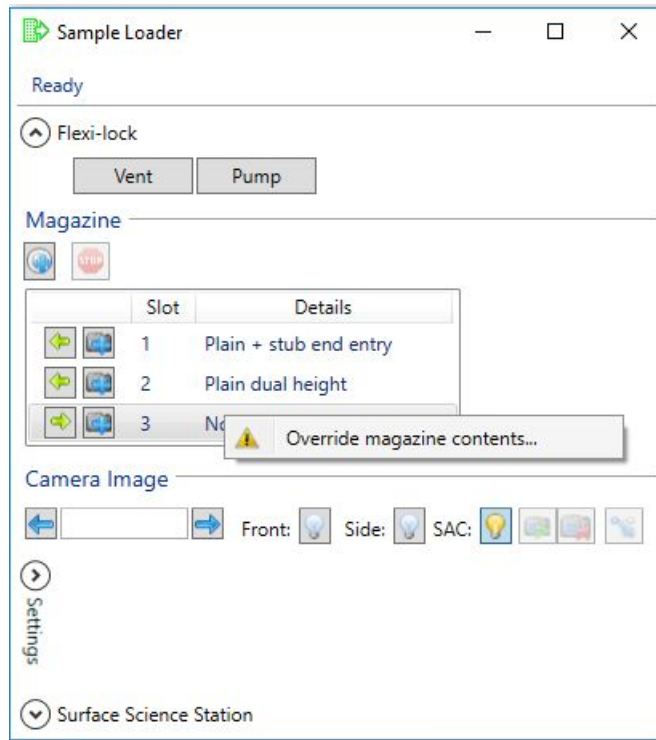 Sample Loader
Ready
Flexi-lock
Vent Pump
Magazine
STOP
Slot Details
1 Plain + stub end entry
2 Plain dual height
3
Override magazine contents...
Camera Image
Front: Side: SAC:
Settings
Surface Science Station